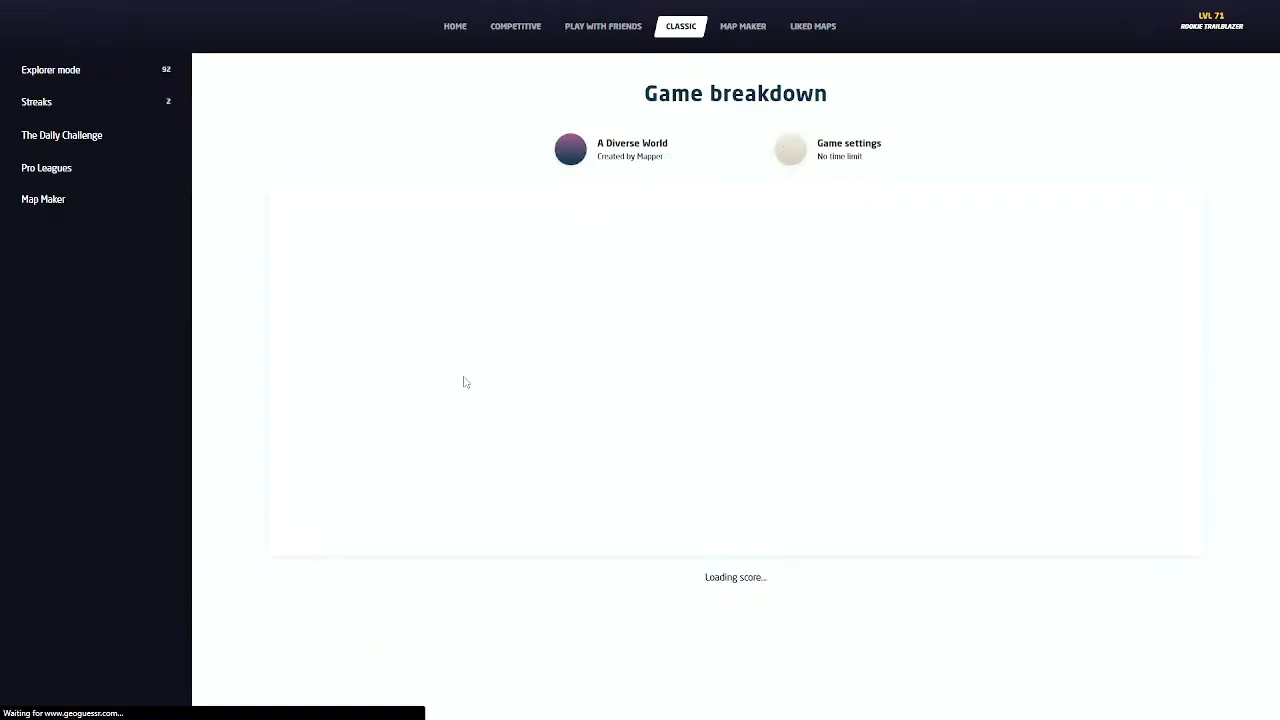 HOME COMPETITIVE PLAY WITH FRIENDS CLASSIC MAP MAKER LIKED MAPS
LVL 71
ROOKIE TRAILBLAZER
Explorer mode 92
Streaks 2
The Daily Challenge
Pro Leagues
Map Maker
Game breakdown
A Diverse World
Created by Mapper
Game settings
No time limit
Loading score...
Waiting for www.geoguessr.com...